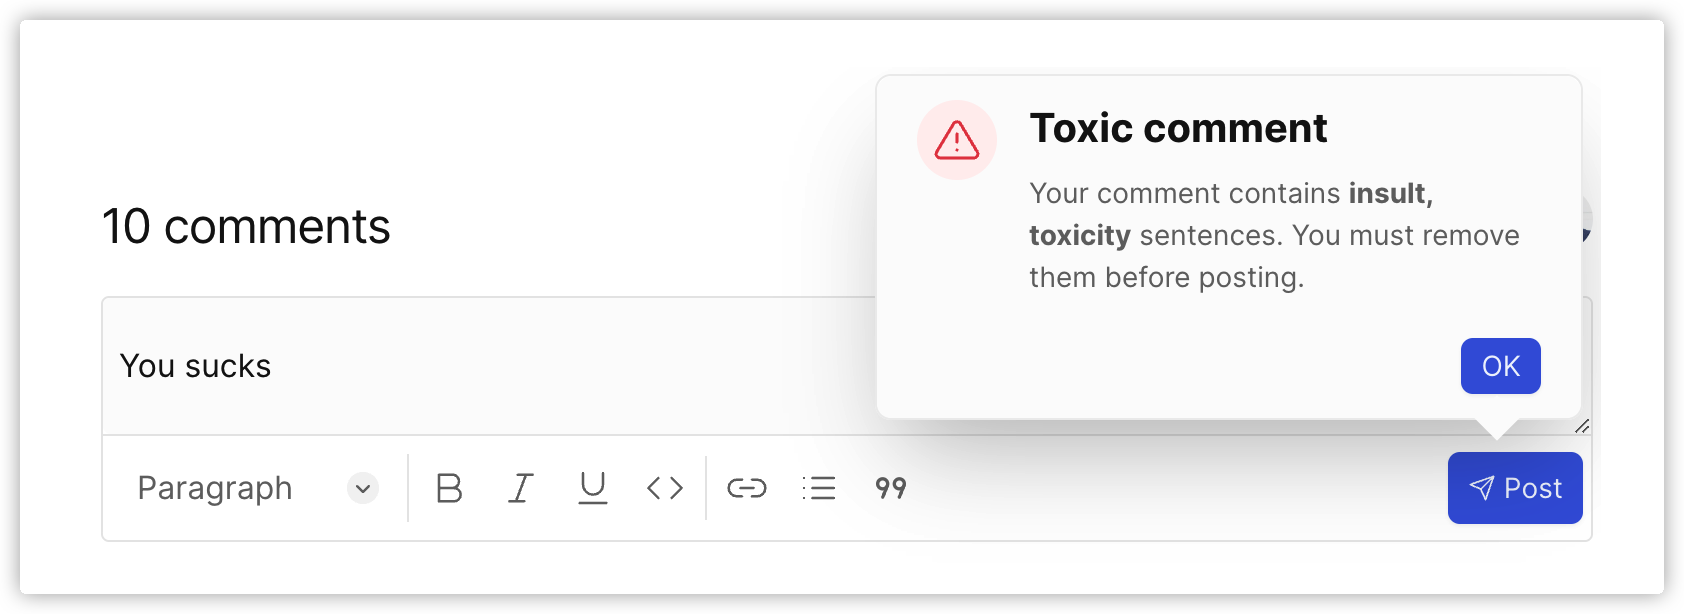 Toxic comment
Your comment contains insult,
toxicity sentences. You must remove
them before posting.
OK
10 comments
You sucks
Paragraph
B I U <> 99
Post